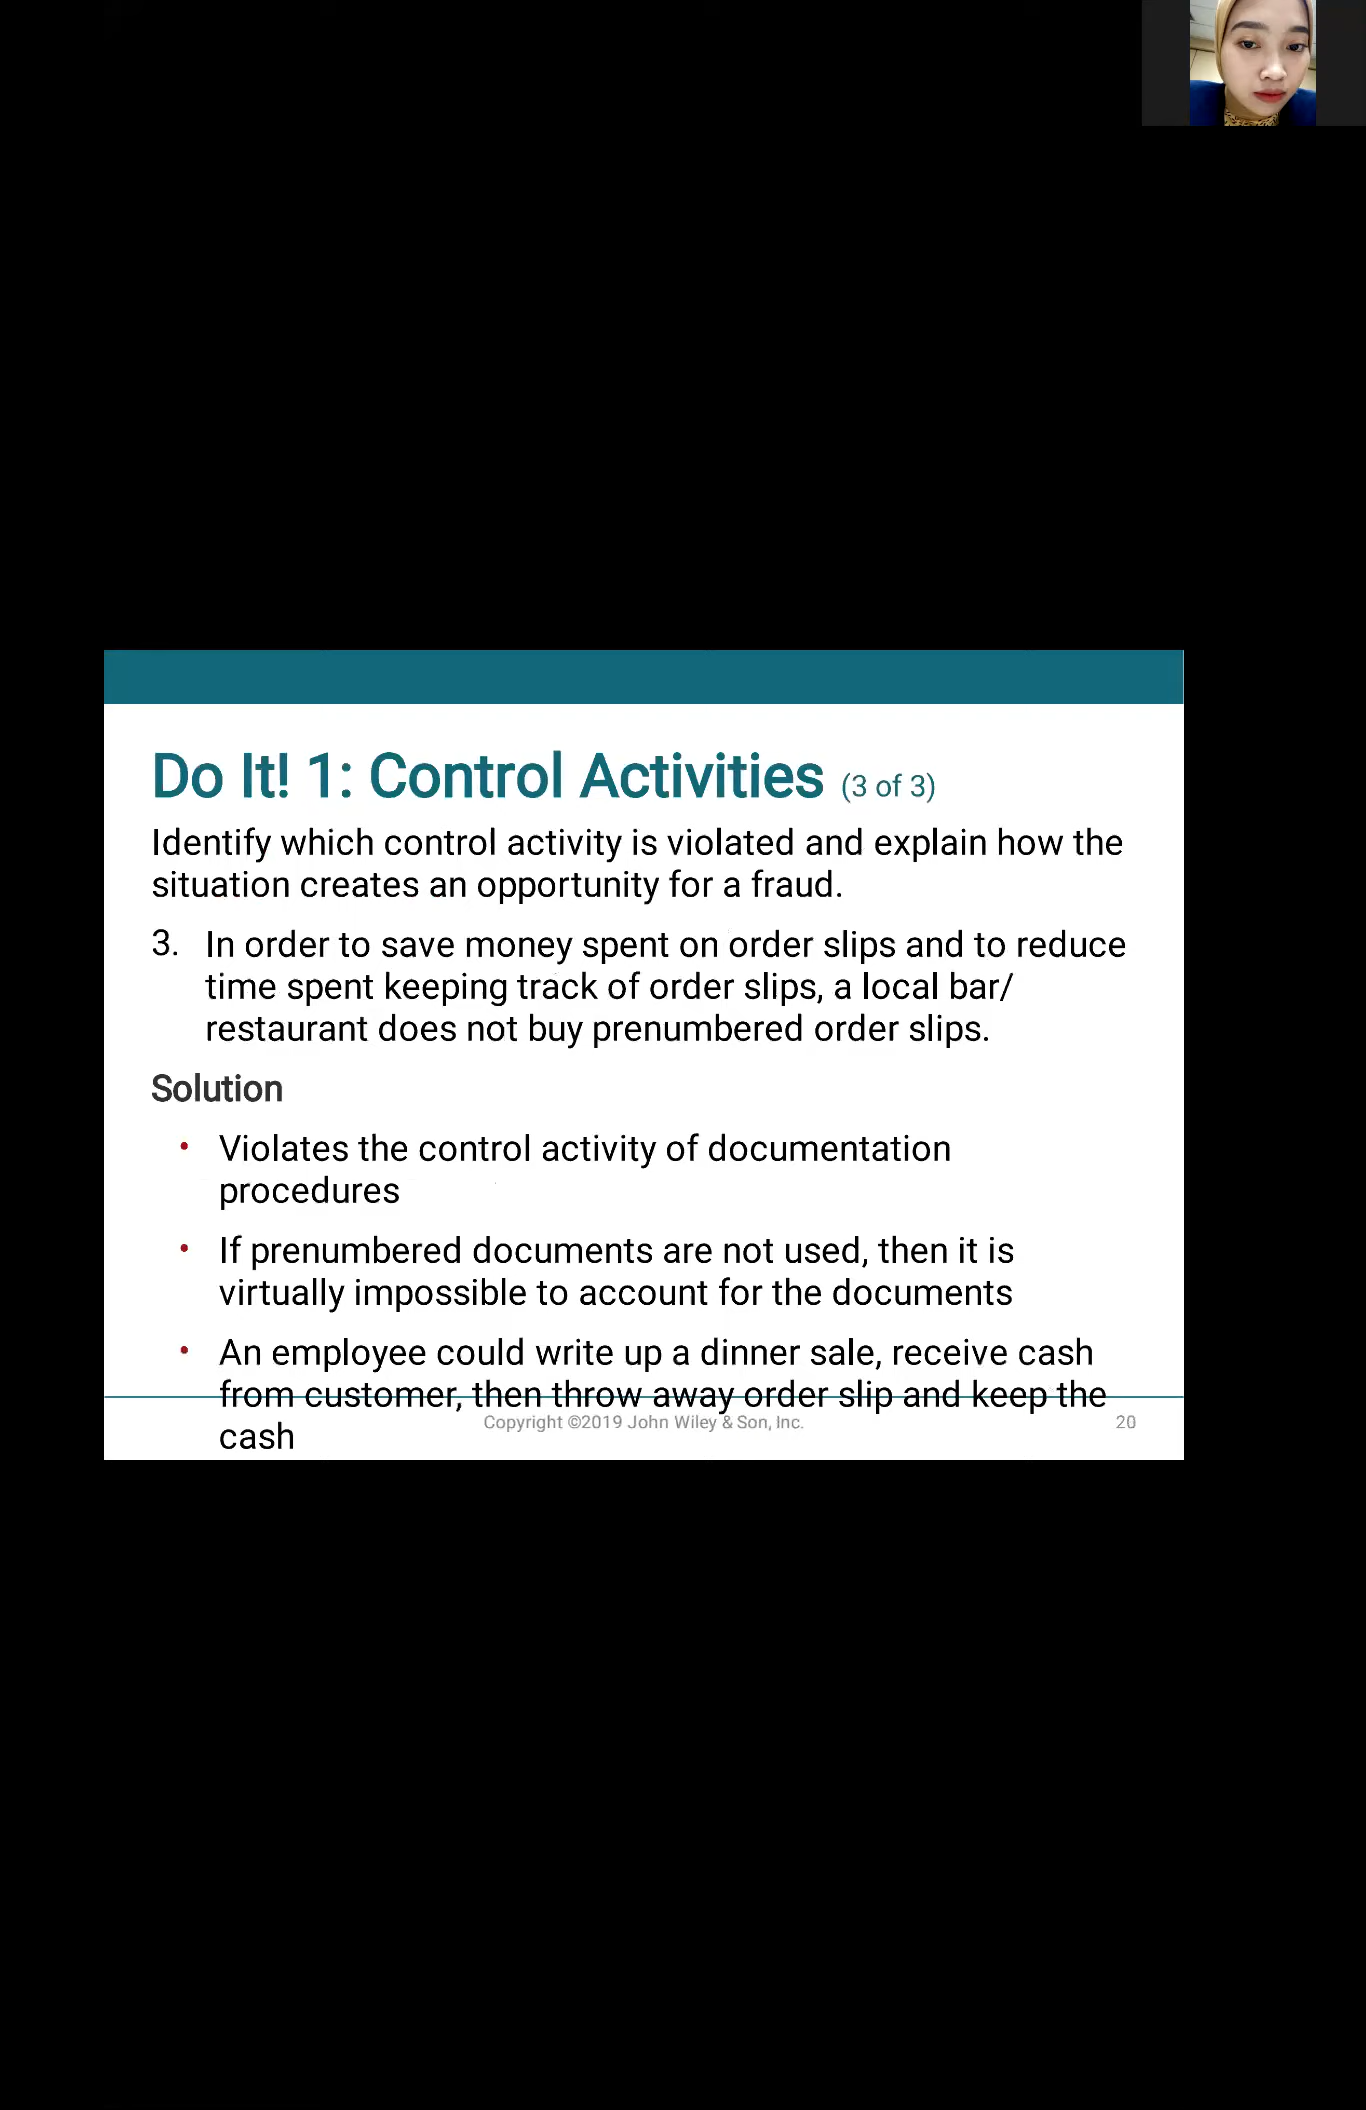 Do It! 1: Control Activities (3 of 3)
Identify which control activity is violated and explain how the
situation creates an opportunity for a fraud.
3. In order to save money spent on order slips and to reduce
time spent keeping track of order slips, a local bar/
restaurant does not buy prenumbered order slips.
Solution
• Violates the control activity of documentation
procedures
• If prenumbered documents are not used, then it is
virtually impossible to account for the documents
• An employee could write up a dinner sale, receive cash
from customer, then throw away order slip and keep the
cash
Copyright ©2019 John Wiley & Son, Inc.
20